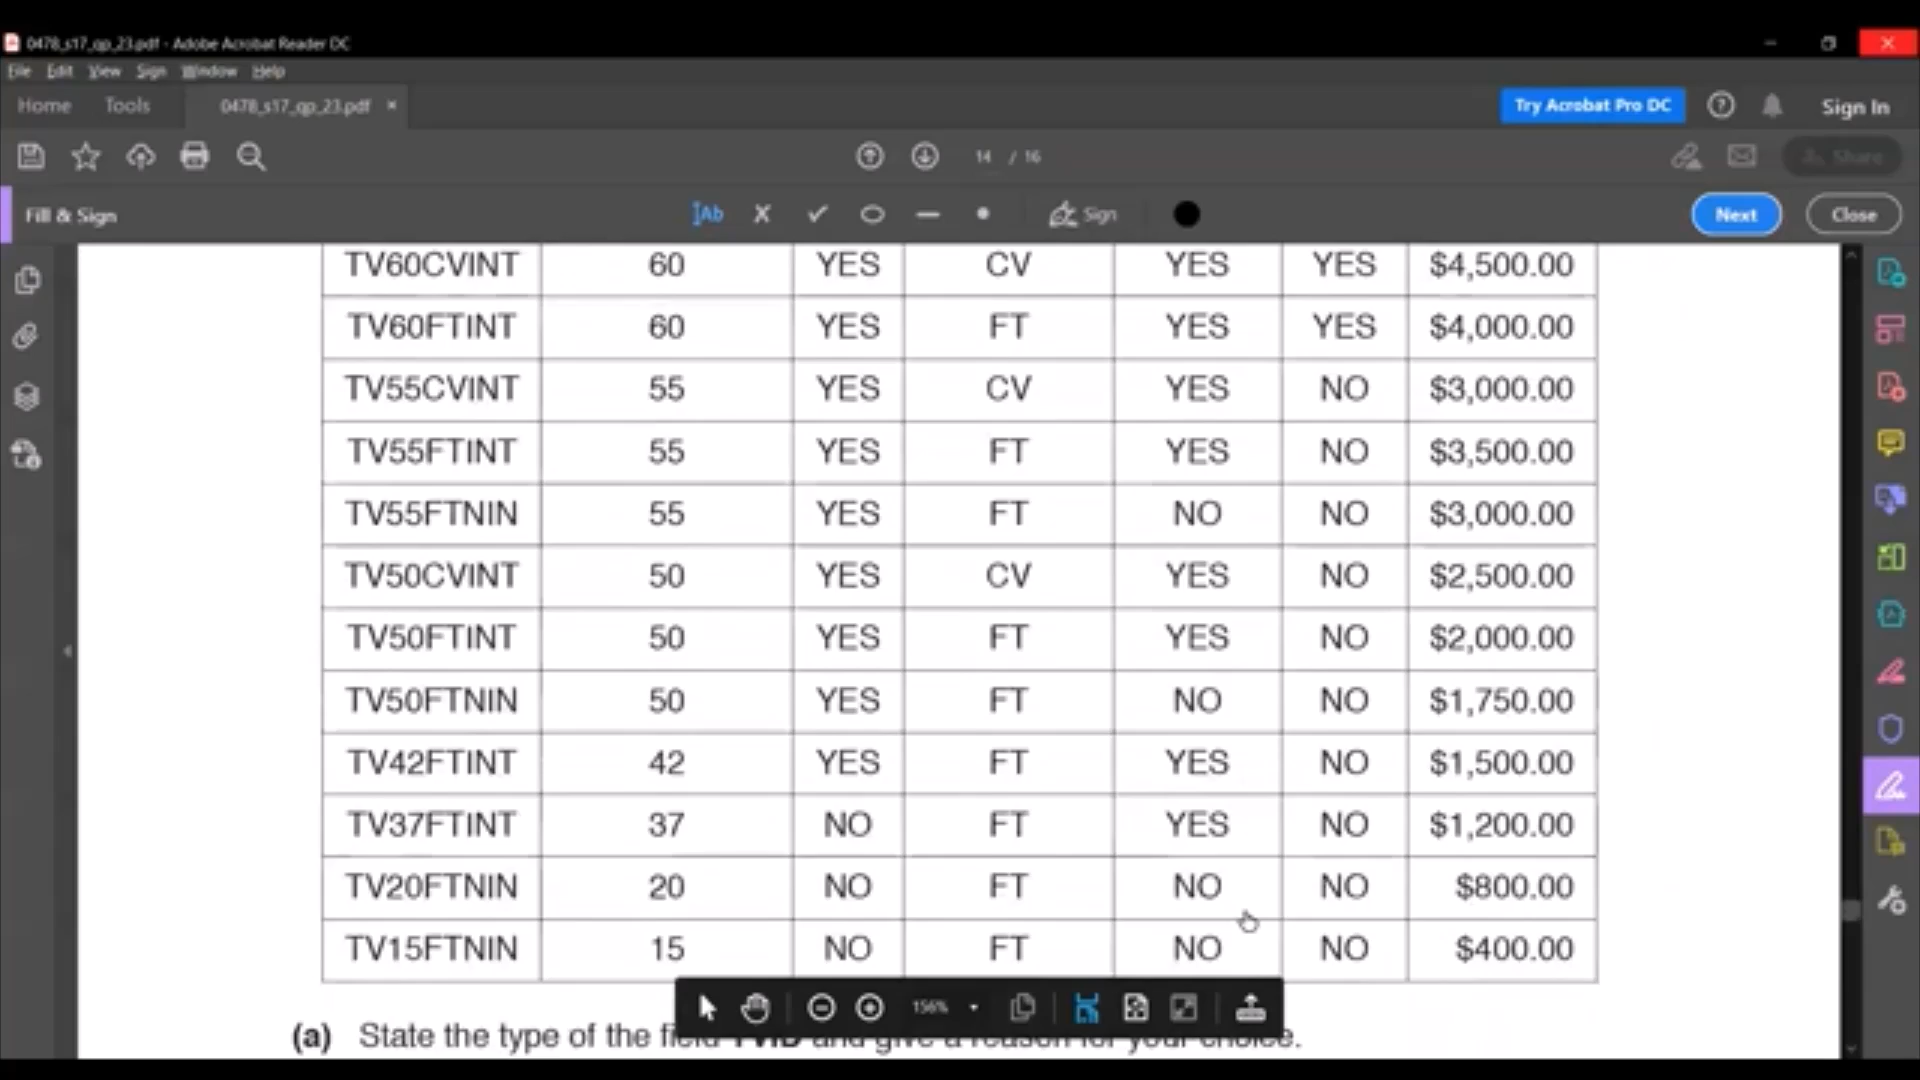 0478_s17_qp_23.pdf - Adobe Acrobat Reader DC
File Edit View Sign Window Help
Home Tools 0478_s17_qp_23.pdf ×
Try Acrobat Pro DC Sign In
14 / 16
Share
Fill & Sign
Ab Sign
Next Close
TV60CVINT 60 YES CV YES YES $4,500.00
TV60FTINT 60 YES FT YES YES $4,000.00
TV55CVINT 55 YES CV YES NO $3,000.00
TV55FTINT 55 YES FT YES NO $3,500.00
TV55FTNIN 55 YES FT NO NO $3,000.00
TV50CVINT 50 YES CV YES NO $2,500.00
TV50FTINT 50 YES FT YES NO $2,000.00
TV50FTNIN 50 YES FT NO NO $1,750.00
TV42FTINT 42 YES FT YES NO $1,500.00
TV37FTINT 37 NO FT YES NO $1,200.00
TV20FTNIN 20 NO FT NO NO $800.00
TV15FTNIN 15 NO FT NO NO $400.00
156%
(a) State the type of the field TVID and give a reason for your choice.